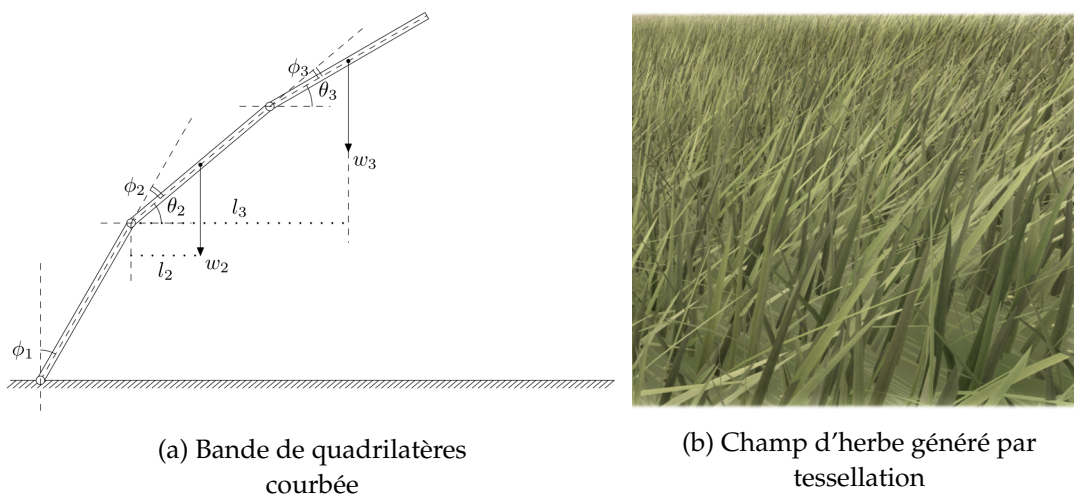 ϕ3
θ3
w3
ϕ2
θ2
l3
l2
w2
ϕ1
(a) Bande de quadrilatères
courbée
(b) Champ d'herbe généré par
tessellation